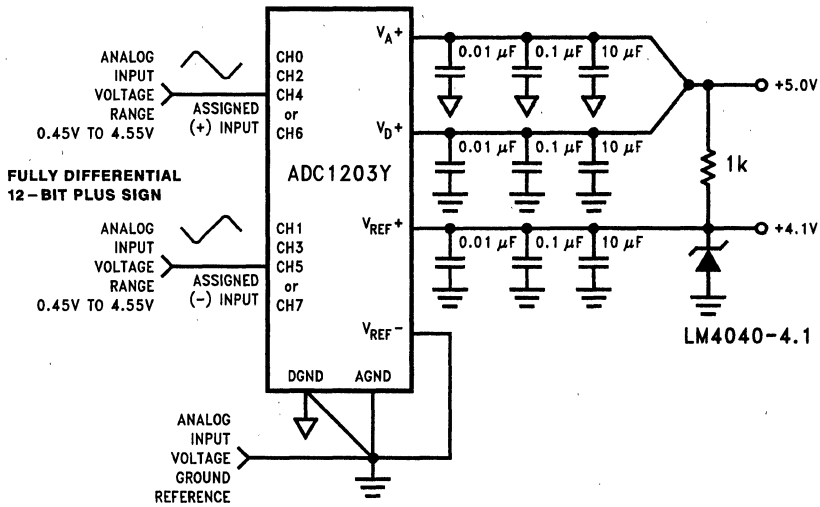 ANALOG
INPUT
VOLTAGE
RANGE
0.45V TO 4.55V
ASSIGNED
(+) INPUT
CH0
CH2
CH4
or
CH6
FULLY DIFFERENTIAL
12-BIT PLUS SIGN
ADC1203Y
ANALOG
INPUT
VOLTAGE
RANGE
0.45V TO 4.55V
ASSIGNED
(-) INPUT
CH1
CH3
CH5
or
CH7
VA+
0.01 μF
0.1 μF
10 μF
+5.0V
VD+
0.01 μF
0.1 μF
10 μF
1k
VREF+
0.01 μF
0.1 μF
10 μF
+4.1V
LM4040-4.1
VREF-
DGND
AGND
ANALOG
INPUT
VOLTAGE
GROUND
REFERENCE